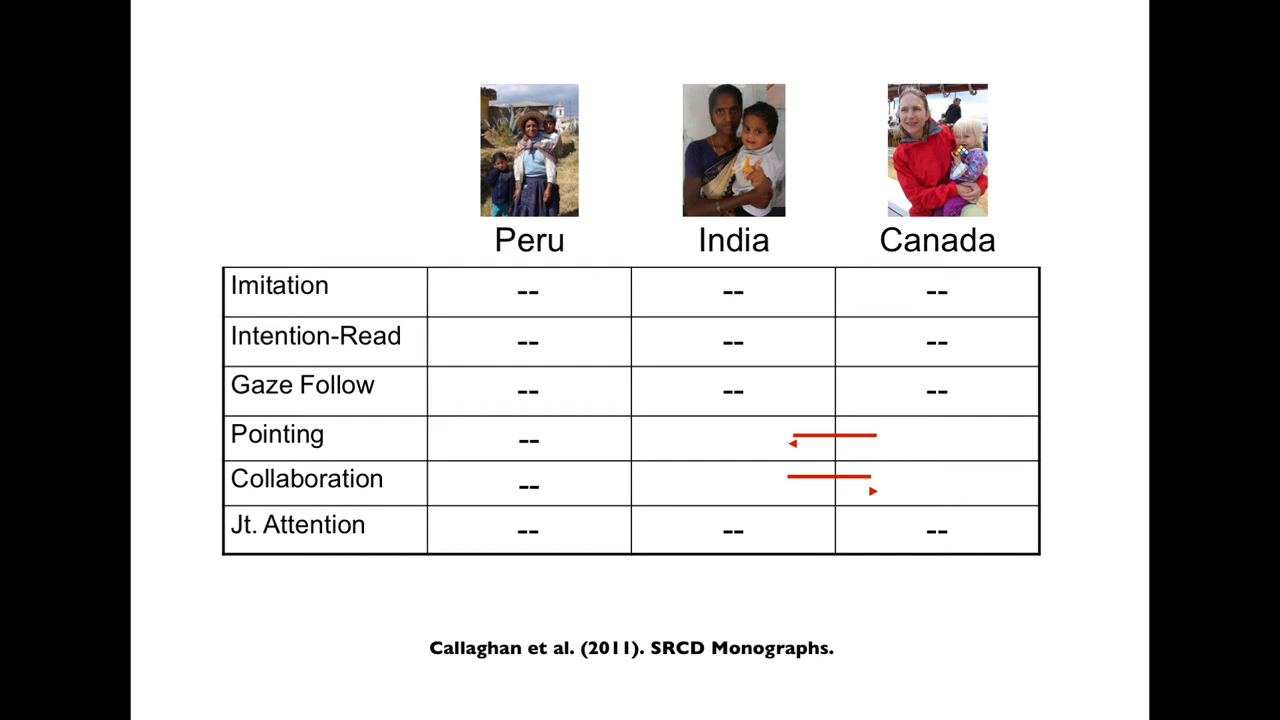 Peru India Canada
Imitation -- -- --
Intention-Read -- -- --
Gaze Follow -- -- --
Pointing --
Collaboration --
Jt. Attention -- -- --
Callaghan et al. (2011). SRCD Monographs.